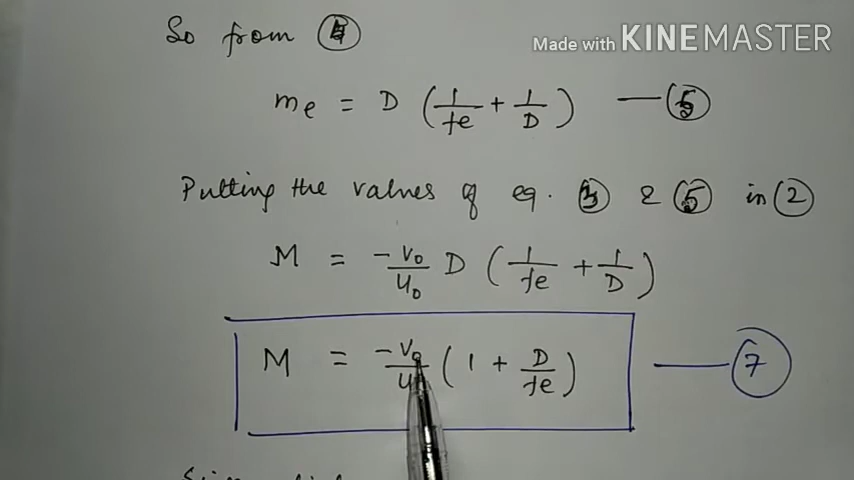 So from ④
Made with KINEMASTER
me = D (1/fe + 1/D) — ⑤
Putting the values of eq. ③ & ⑤ in ②
M = -v₀/u₀ D (1/fe + 1/D)
M = -v₀/u (1 + D/fe) — ⑦